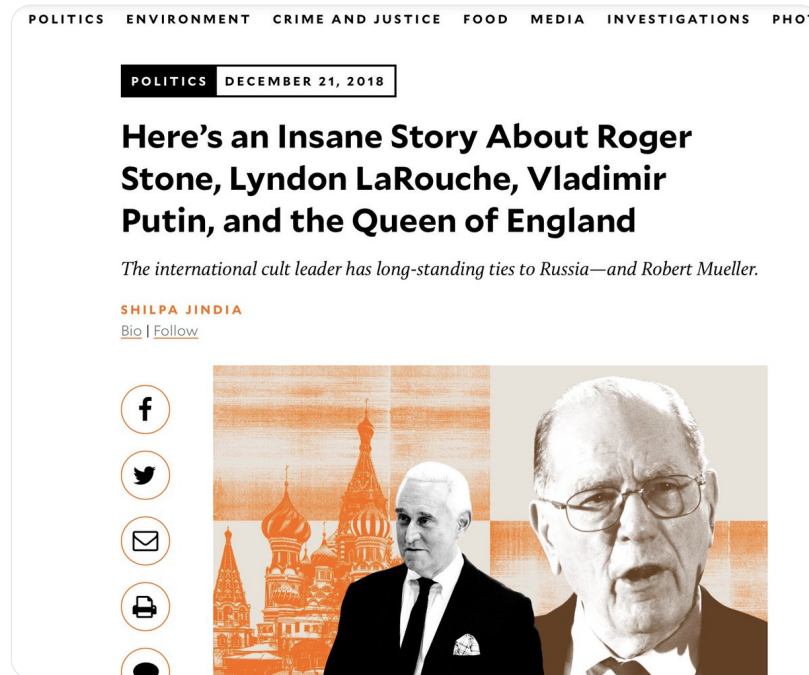 POLITICS ENVIRONMENT CRIME AND JUSTICE FOOD MEDIA INVESTIGATIONS
POLITICS DECEMBER 21, 2018
Here’s an Insane Story About Roger
Stone, Lyndon LaRouche, Vladimir
Putin, and the Queen of England
The international cult leader has long-standing ties to Russia—and Robert Mueller.
SHILPA JINDIA
Bio | Follow